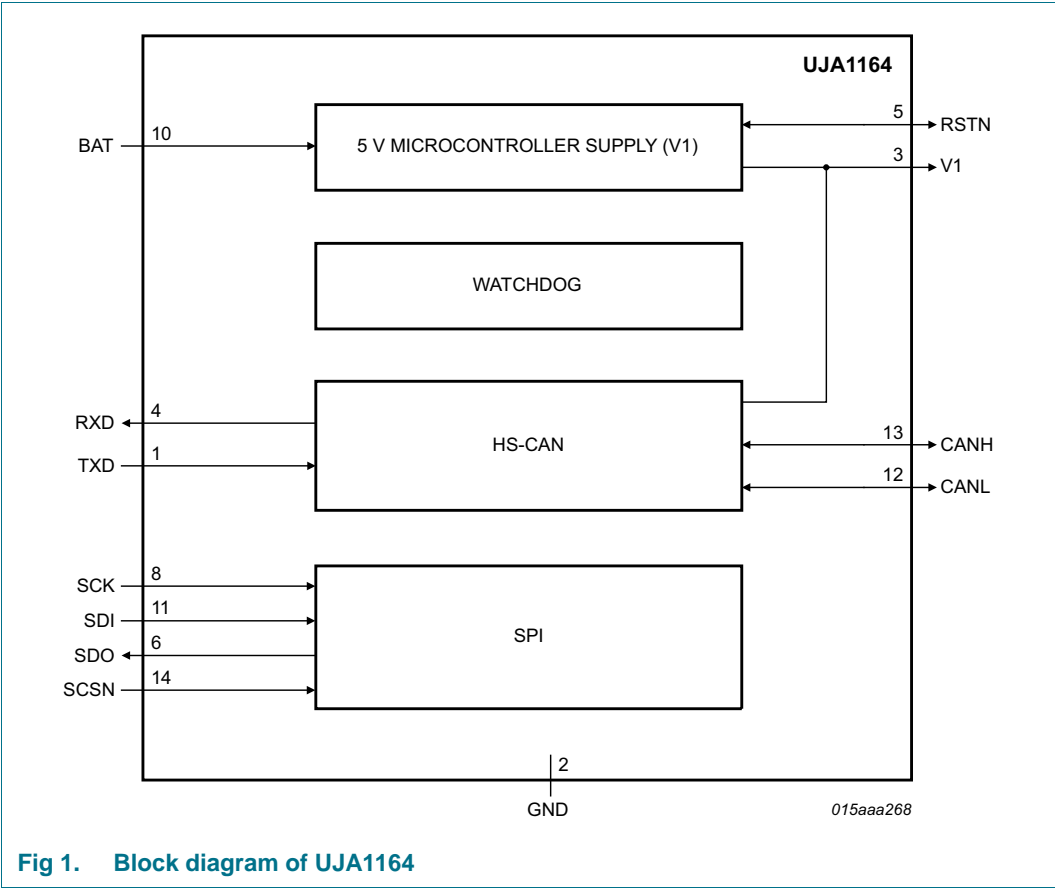 UJA1164
BAT
10
5 V MICROCONTROLLER SUPPLY (V1)
5
RSTN
3
V1
WATCHDOG
RXD
4
TXD
1
HS-CAN
13
CANH
12
CANL
SCK
8
SDI
11
SDO
6
SCSN
14
SPI
2
GND
015aaa268
Fig 1. Block diagram of UJA1164